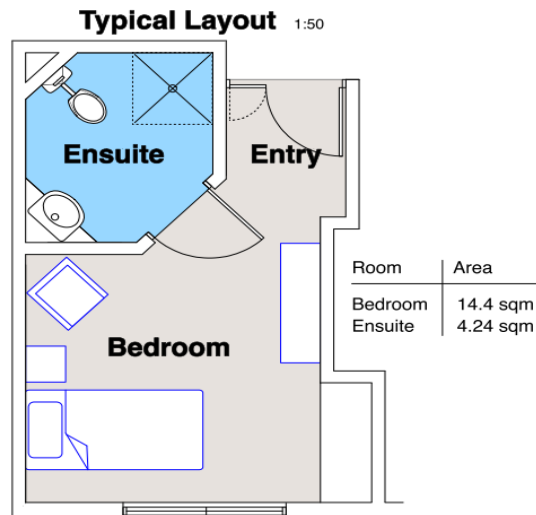 Typical Layout 1:50
Ensuite
Entry
Room Area
Bedroom 14.4 sqm
Ensuite 4.24 sqm
Bedroom